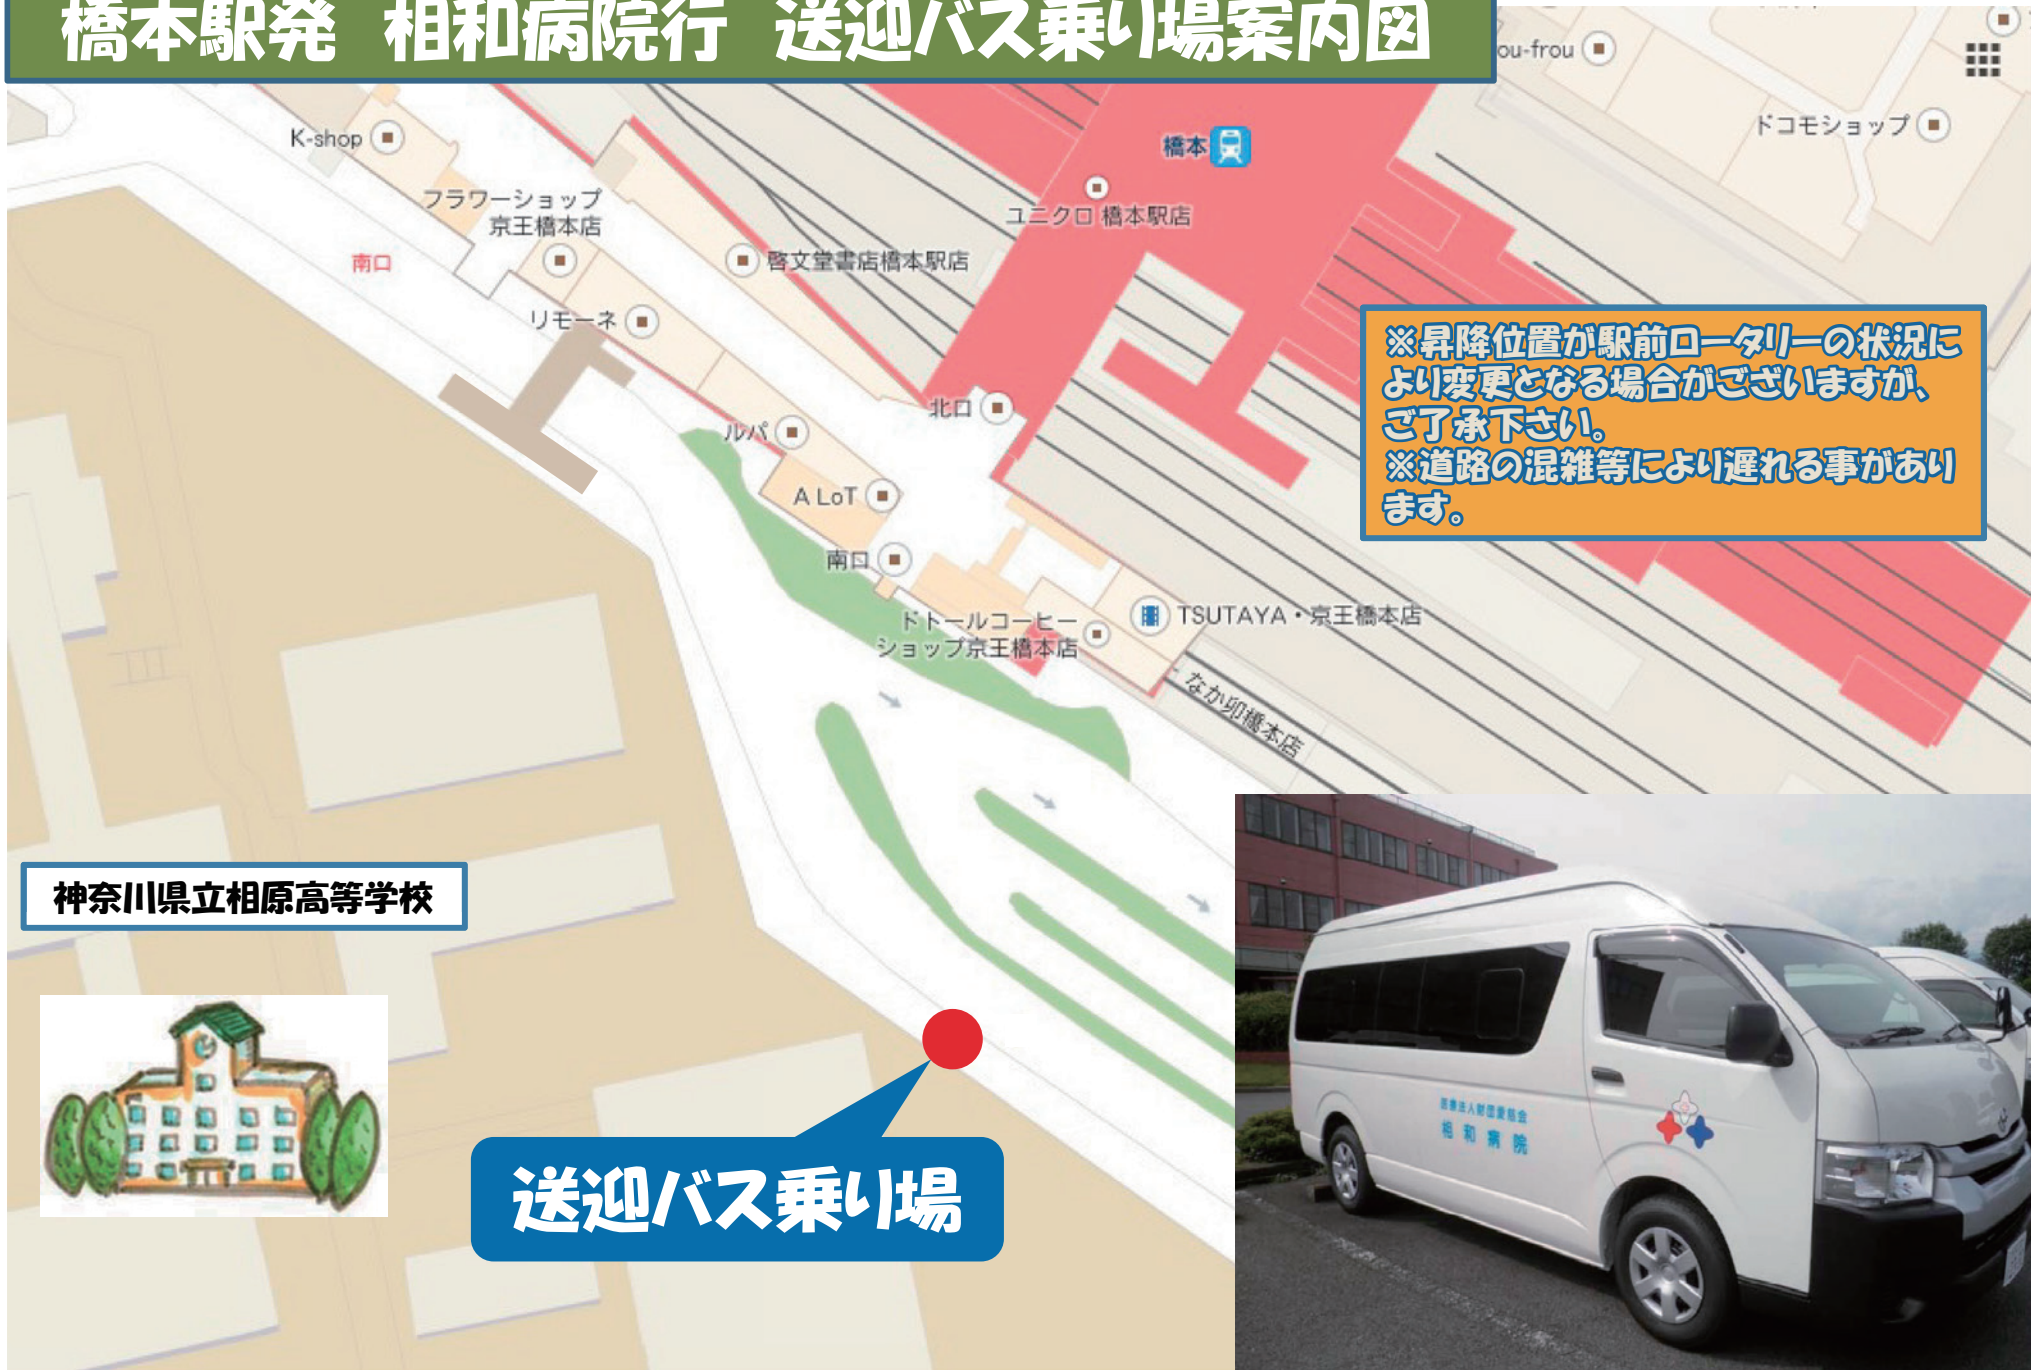 橋本駅発 相和病院行 送迎バス乗り場案内図
ou-frou
K-shop
橋本
ドコモショップ
フラワーショップ
京王橋本店
ユニクロ 橋本駅店
南口
啓文堂書店橋本駅店
リモーネ
※昇降位置が駅前ロータリーの状況に
より変更となる場合がございますが、
ご了承下さい。
※道路の混雑等により遅れる事があり
ます。
北口
ルパ
A LoT
南口
ドトールコーヒー
ショップ京王橋本店
TSUTAYA・京王橋本店
なか卯橋本店
神奈川県立相原高等学校
送迎バス乗り場
医療法人財団愛慈会
相和病院